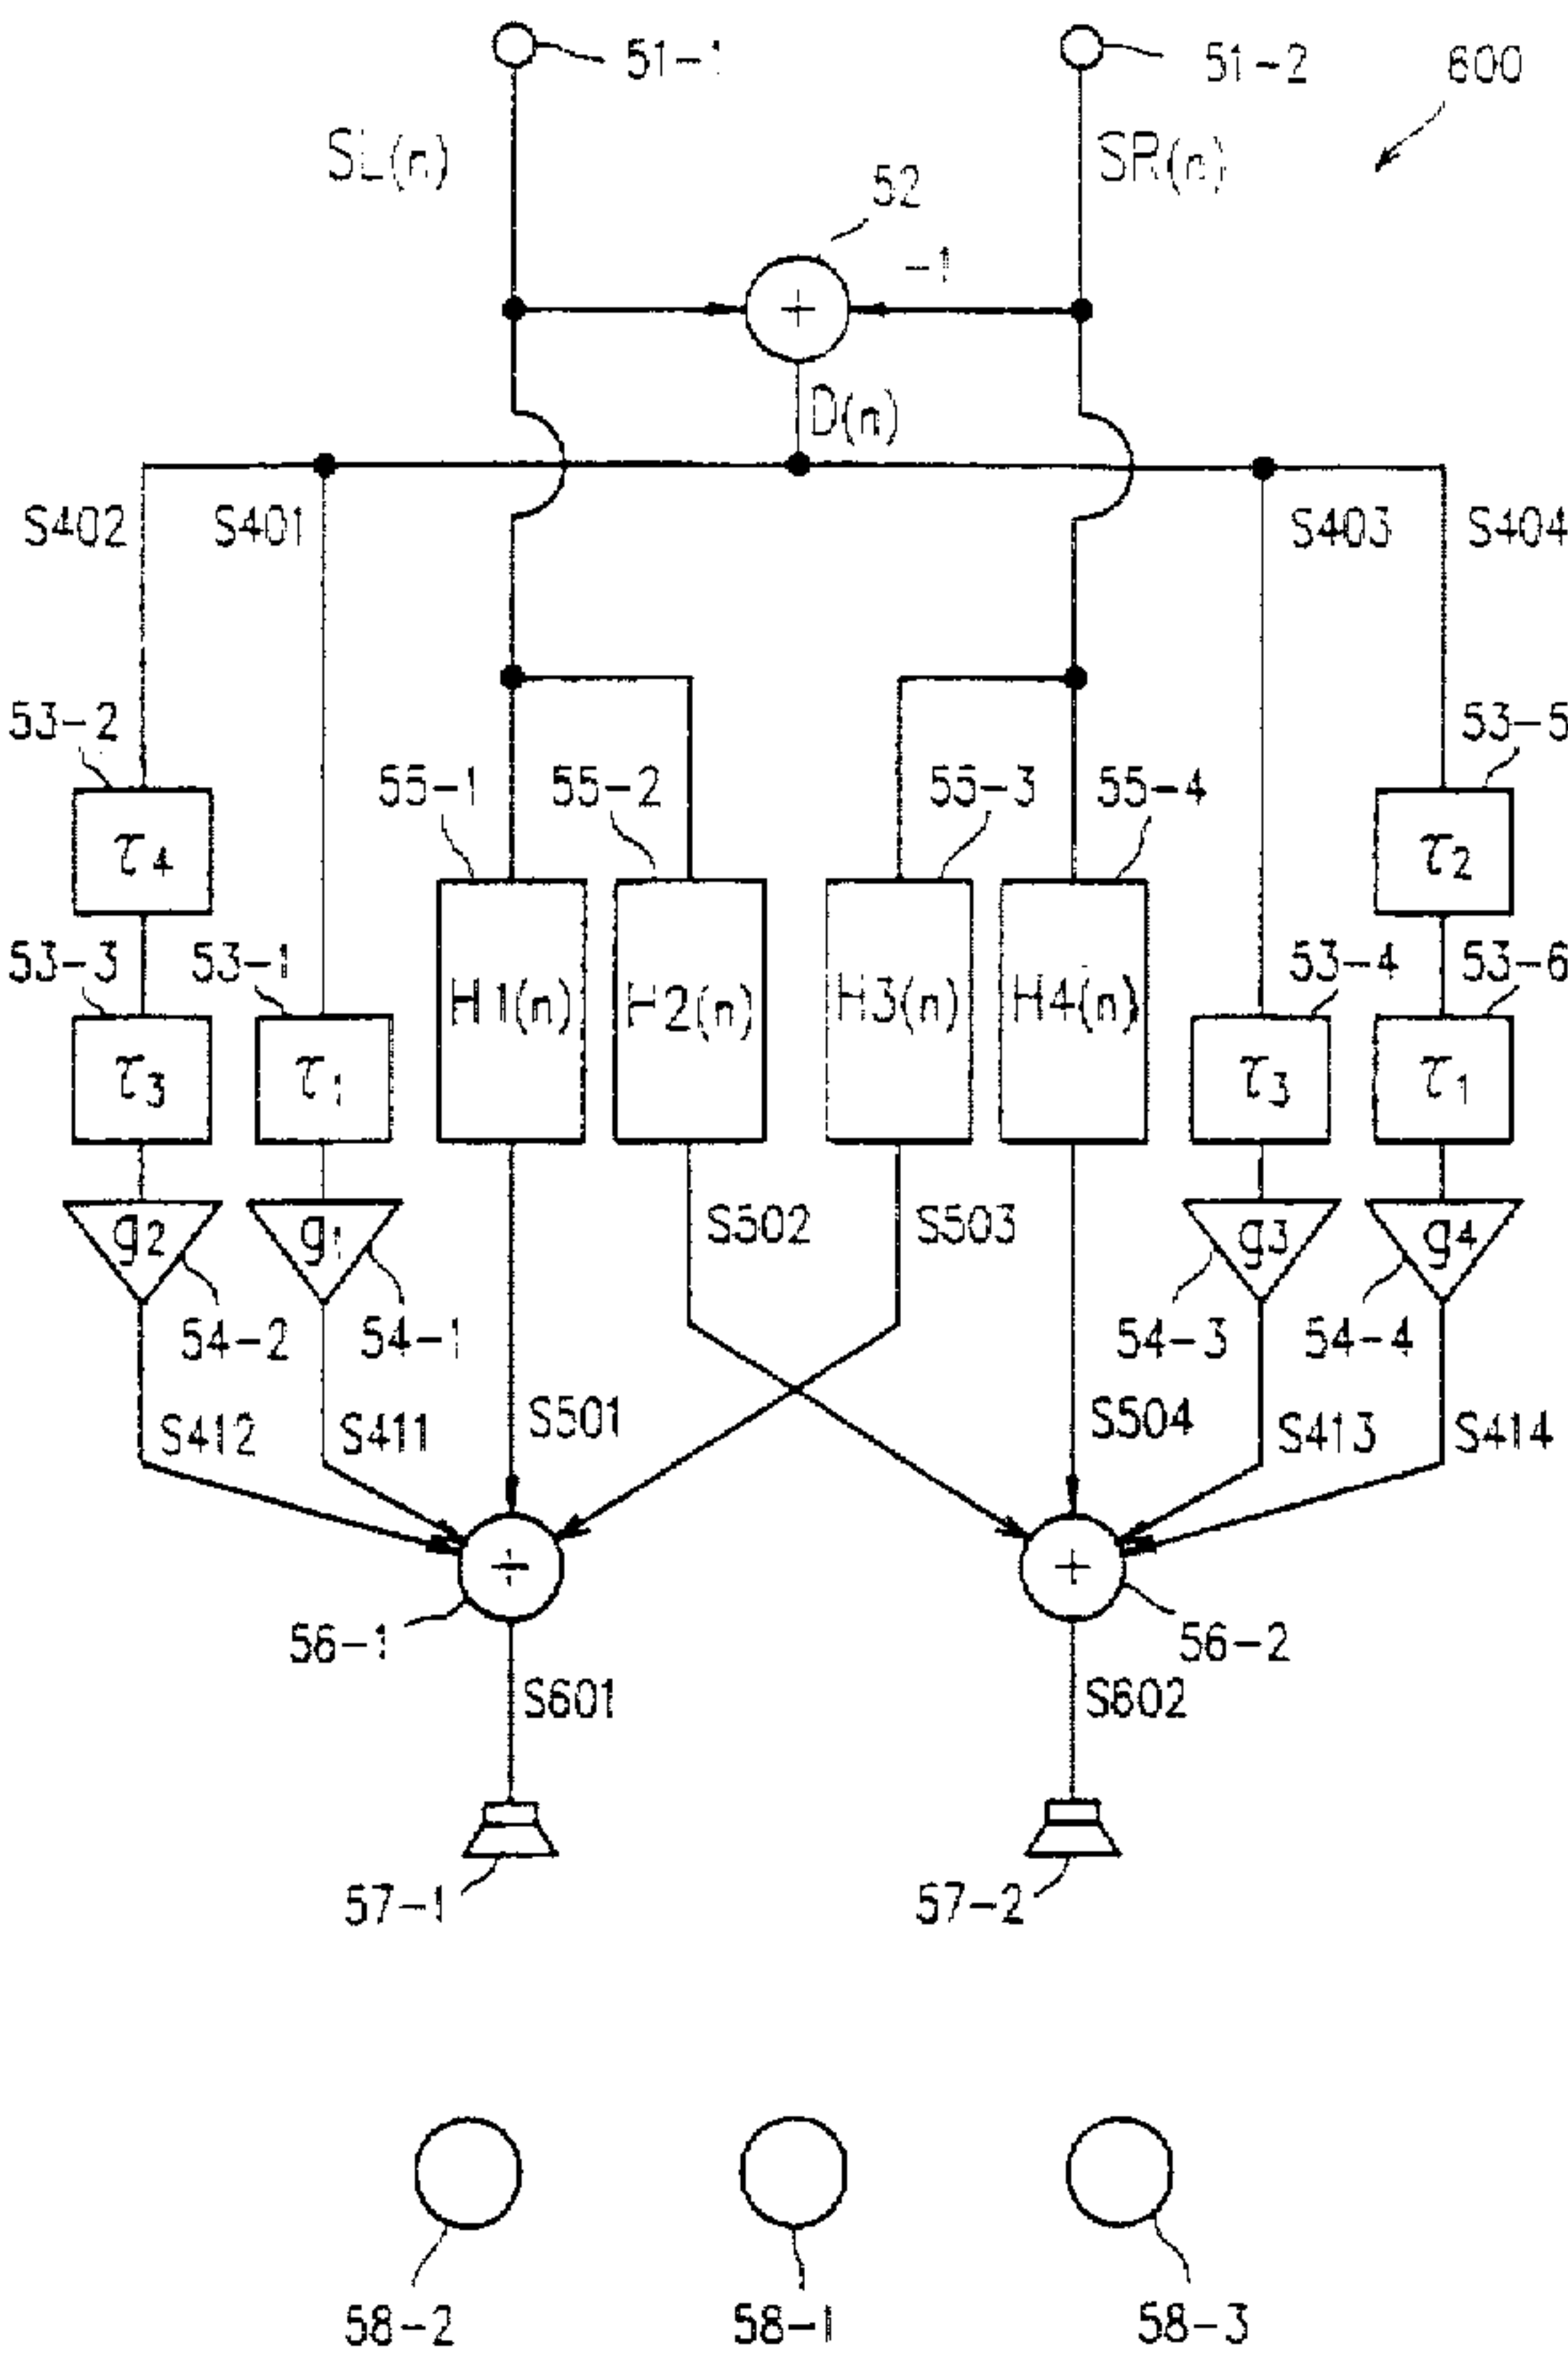 51-1
51-2
600
SL(n)
SR(n)
52
+
-1
D(n)
S402
S401
S403
S404
53-2
53-5
55-1
55-2
55-3
55-4
τ4
τ2
53-3
53-1
53-4
53-6
H1(n)
H2(n)
H3(n)
H4(n)
τ3
τ1
τ3
τ1
g2
g1
S502
S503
g3
g4
54-2
54-1
54-3
54-4
S412
S411
S501
S504
S413
S414
+
+
56-1
56-2
S601
S602
57-1
57-2
58-2
58-1
58-3